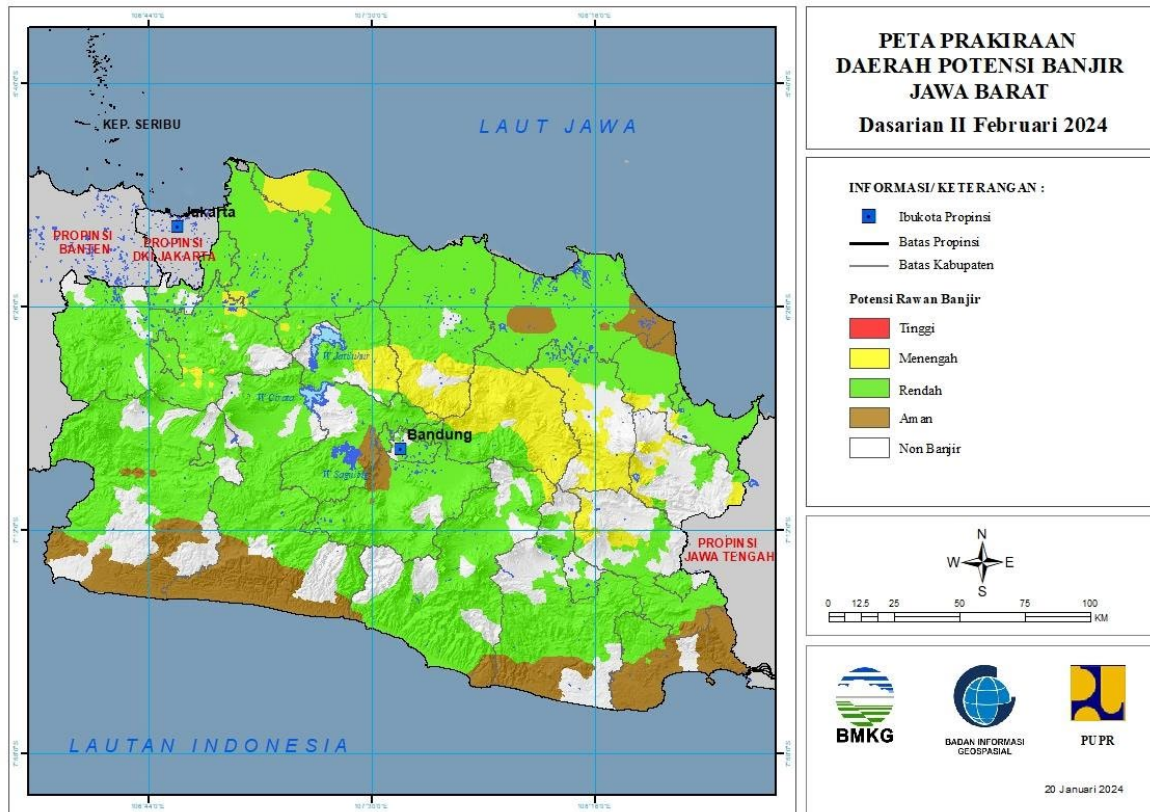 PETA PRAKIRAAN
DAERAH POTENSI BANJIR
JAWA BARAT
Dasarian II Februari 2024
INFORMASI/ KETERANGAN :
Ibukota Propinsi
Batas Propinsi
Batas Kabupaten
Potensi Rawan Banjir
Tinggi
Menengah
Rendah
Aman
Non Banjir
N
W E
S
0 12.5 25 50 75 100
KM
BMKG
BADAN INFORMASI
GEOSPASIAL
PUPR
20 Januari 2024
KEP. SERIBU
LAUT JAWA
Jakarta
PROPINSI
BANTEN
PROPINSI
DKI JAKARTA
W Jatiluhur
W Cirata
Bandung
W Saguling
PROPINSI
JAWA TENGAH
LAUTAN INDONESIA